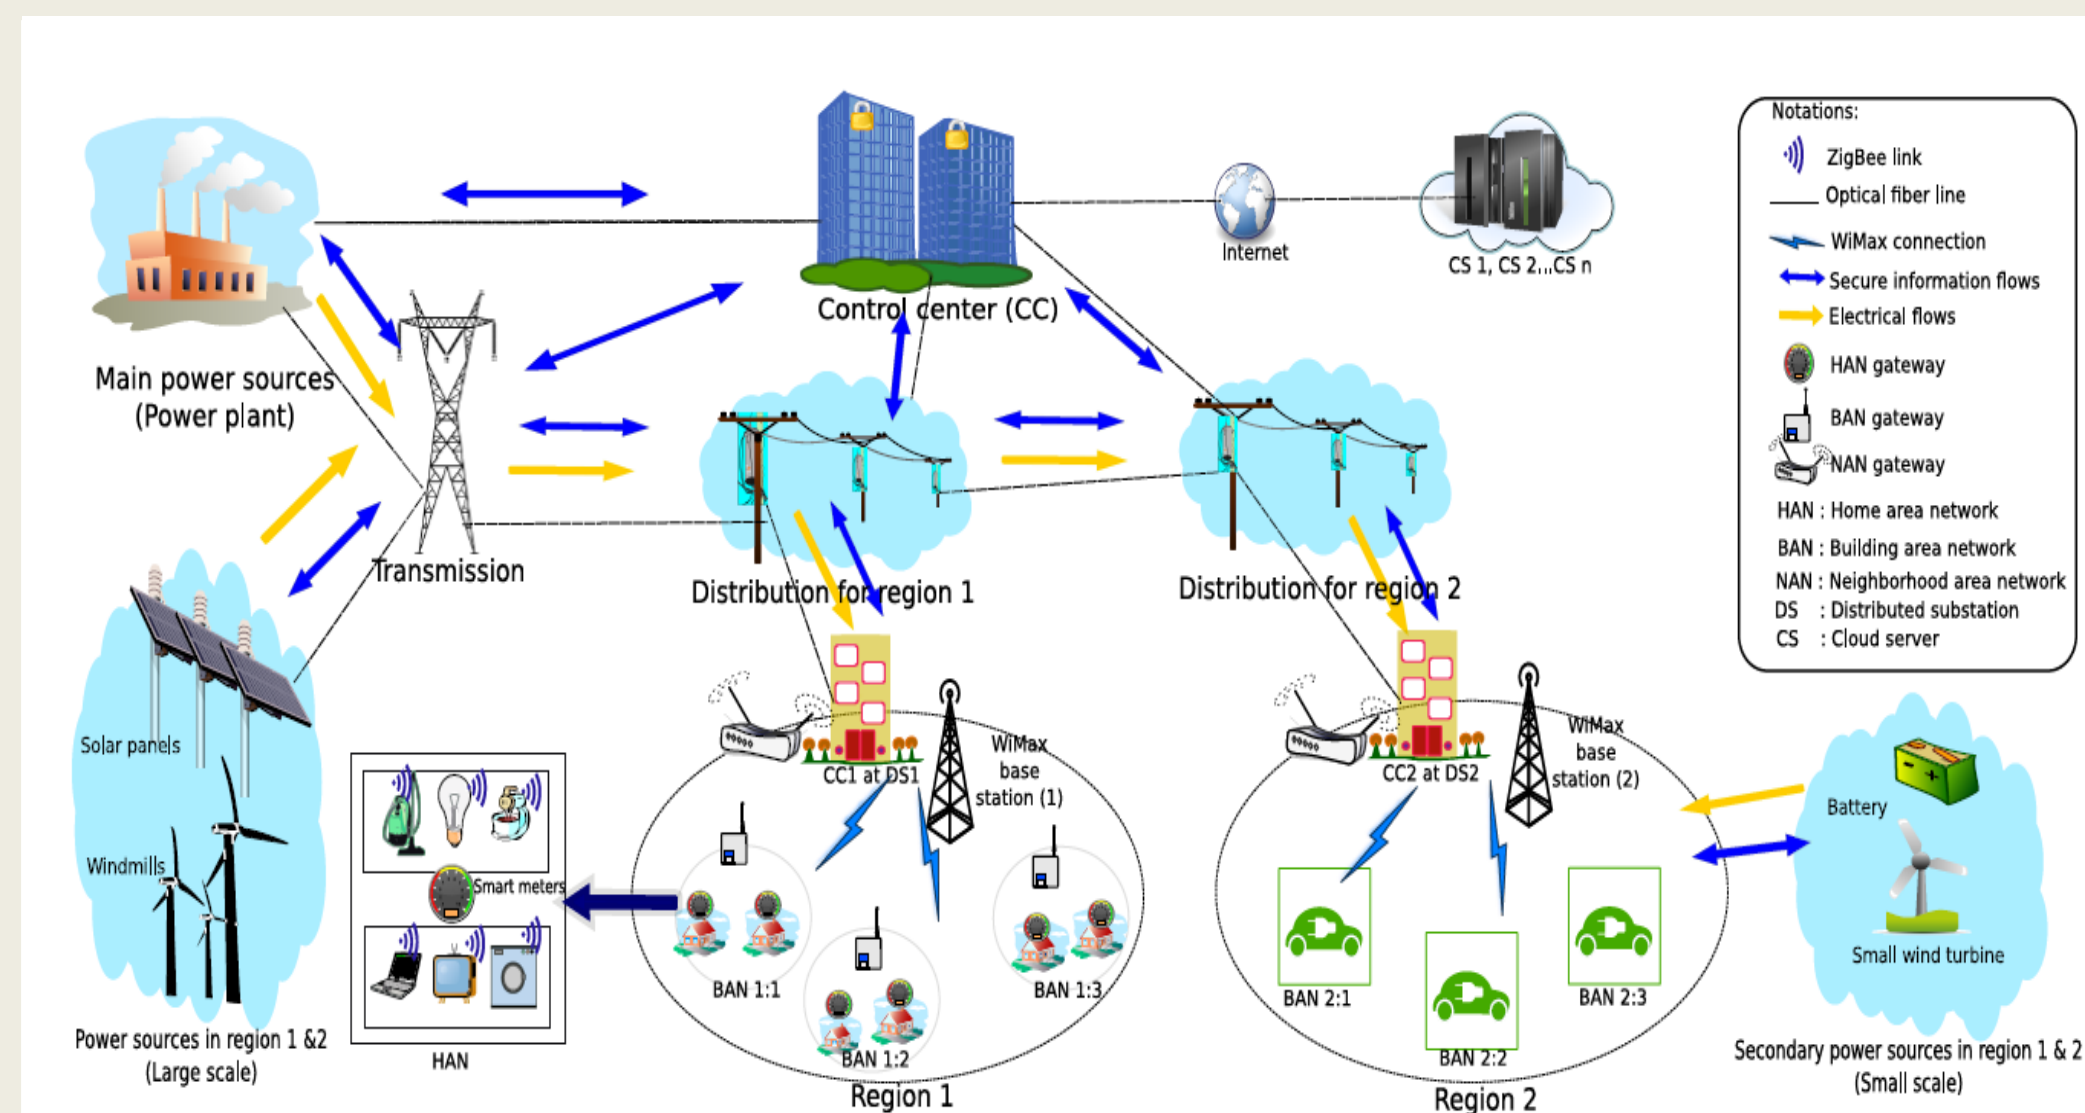 Control center (CC)
Internet
CS 1, CS 2...CS n
Main power sources
(Power plant)
Transmission
Distribution for region 1
Distribution for region 2
Solar panels
Windmills
Power sources in region 1 &2
(Large scale)
Smart meters
HAN
CC1 at DS1
WiMax
base
station (1)
BAN 1:1
BAN 1:2
BAN 1:3
Region 1
CC2 at DS2
WiMax
base
station (2)
BAN 2:1
BAN 2:2
BAN 2:3
Region 2
Battery
Small wind turbine
Secondary power sources in region 1 & 2
(Small scale)
Notations:
ZigBee link
Optical fiber line
WiMax connection
Secure information flows
Electrical flows
HAN gateway
BAN gateway
NAN gateway
HAN : Home area network
BAN : Building area network
NAN : Neighborhood area network
DS : Distributed substation
CS : Cloud server